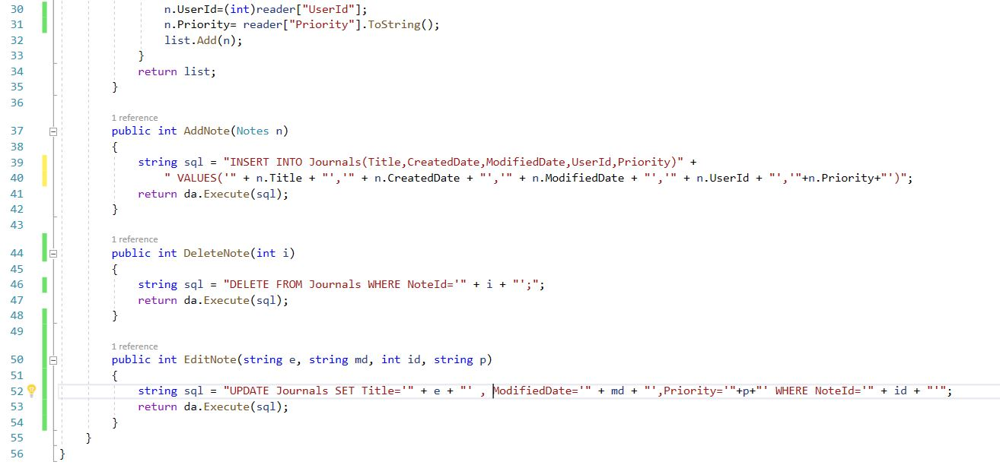 30 n.UserId=(int)reader["UserId"];
31 n.Priority= reader["Priority"].ToString();
32 list.Add(n);
33 }
34 return list;
35 }
36
1 reference
37 public int AddNote(Notes n)
38 {
39 string sql = "INSERT INTO Journals(Title,CreatedDate,ModifiedDate,UserId,Priority)" +
40 " VALUES('" + n.Title + "','" + n.CreatedDate + "','" + n.ModifiedDate + "','" + n.UserId + "','"+n.Priority+"')";
41 return da.Execute(sql);
42 }
43
1 reference
44 public int DeleteNote(int i)
45 {
46 string sql = "DELETE FROM Journals WHERE NoteId='" + i + "';";
47 return da.Execute(sql);
48 }
49
1 reference
50 public int EditNote(string e, string md, int id, string p)
51 {
52 string sql = "UPDATE Journals SET Title='" + e + "' , ModifiedDate='" + md + "',Priority='"+p+"' WHERE NoteId='" + id + "'";
53 return da.Execute(sql);
54 }
55 }
56 }